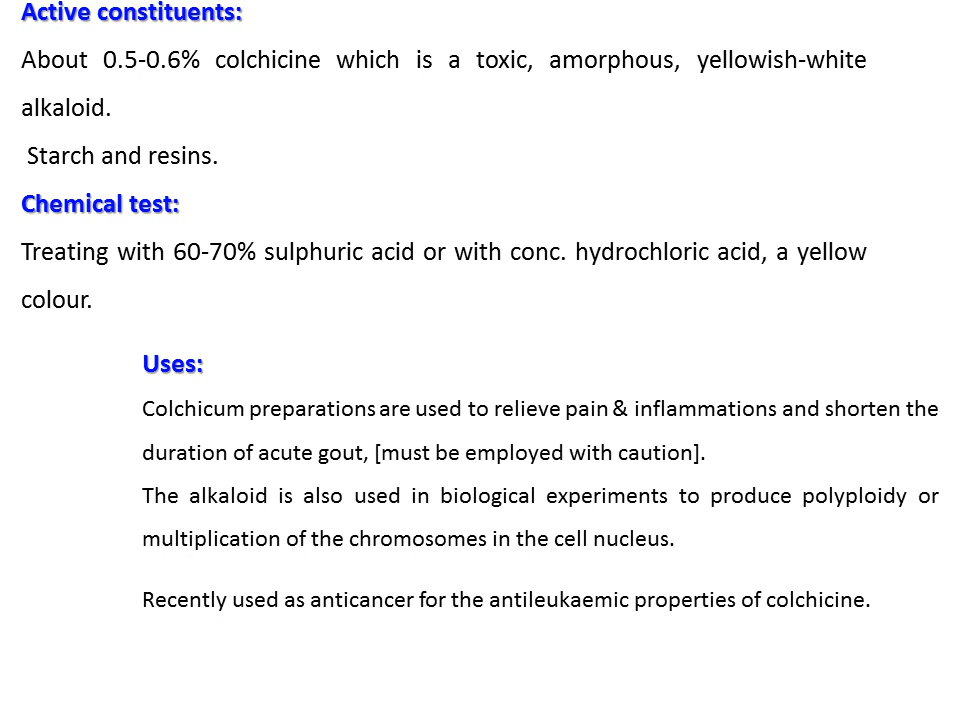 Active constituents:
About 0.5-0.6% colchicine which is a toxic, amorphous, yellowish-white
alkaloid.
Starch and resins.
Chemical test:
Treating with 60-70% sulphuric acid or with conc. hydrochloric acid, a yellow
colour.
Uses:
Colchicum preparations are used to relieve pain & inflammations and shorten the
duration of acute gout, [must be employed with caution].
The alkaloid is also used in biological experiments to produce polyploidy or
multiplication of the chromosomes in the cell nucleus.
Recently used as anticancer for the antileukaemic properties of colchicine.